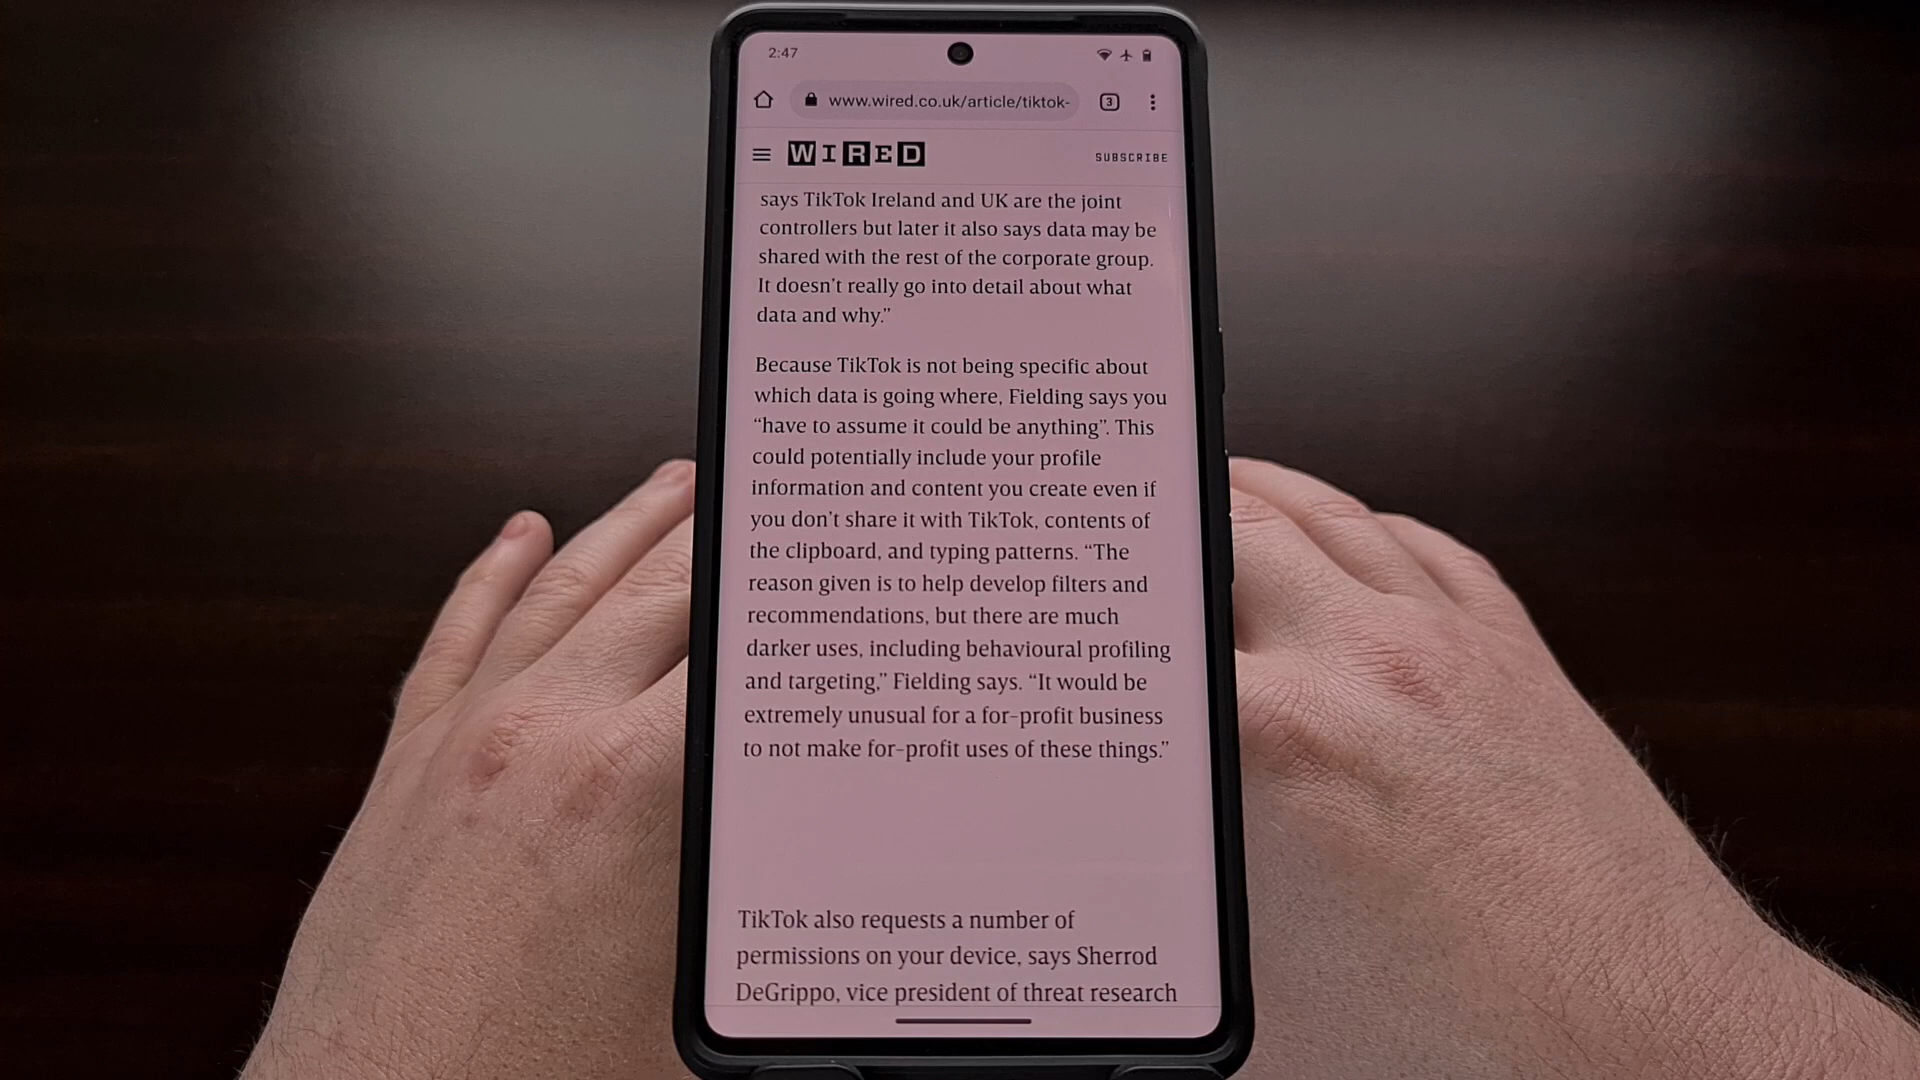 2:47
www.wired.co.uk/article/tiktok-
3
WIRED
SUBSCRIBE
says TikTok Ireland and UK are the joint
controllers but later it also says data may be
shared with the rest of the corporate group.
It doesn’t really go into detail about what
data and why.”
Because TikTok is not being specific about
which data is going where, Fielding says you
“have to assume it could be anything”. This
could potentially include your profile
information and content you create even if
you don’t share it with TikTok, contents of
the clipboard, and typing patterns. “The
reason given is to help develop filters and
recommendations, but there are much
darker uses, including behavioural profiling
and targeting,” Fielding says. “It would be
extremely unusual for a for-profit business
to not make for-profit uses of these things.”
TikTok also requests a number of
permissions on your device, says Sherrod
DeGrippo, vice president of threat research